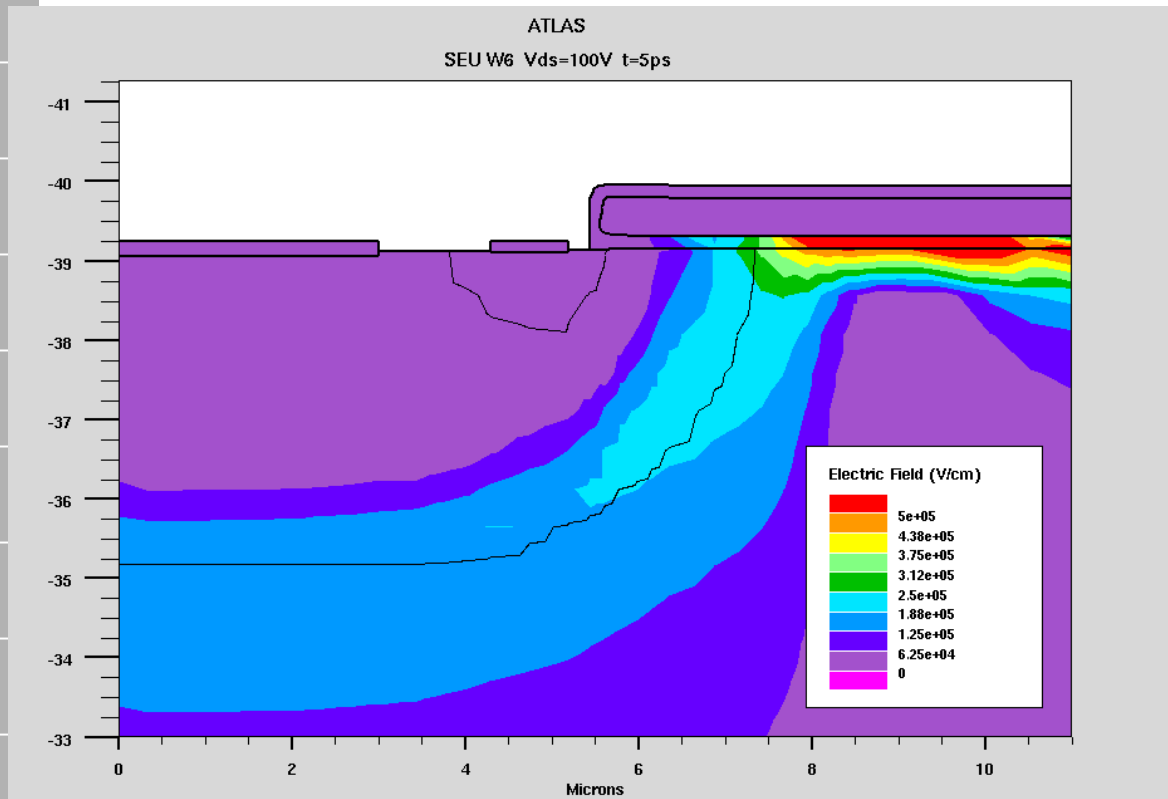 ATLAS
SEU W6 Vds=100V t=5ps
-41
-40
-39
-38
-37
-36
-35
-34
-33
Electric Field (V/cm)
5e+05
4.38e+05
3.75e+05
3.12e+05
2.5e+05
1.88e+05
1.25e+05
6.25e+04
0
0 2 4 6 8 10
Microns